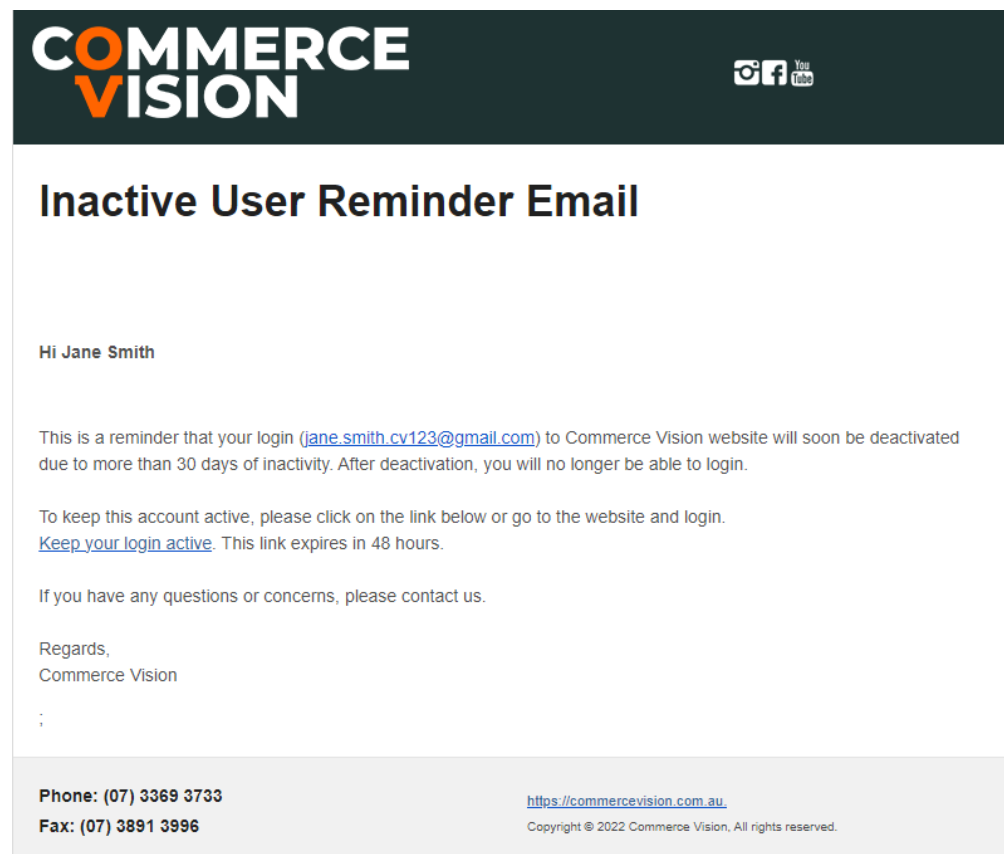 COMMERCE
VISION
You
Tube
Inactive User Reminder Email
Hi Jane Smith
This is a reminder that your login (jane.smith.cv123@gmail.com) to Commerce Vision website will soon be deactivated
due to more than 30 days of inactivity. After deactivation, you will no longer be able to login.
To keep this account active, please click on the link below or go to the website and login.
Keep your login active. This link expires in 48 hours.
If you have any questions or concerns, please contact us.
Regards,
Commerce Vision
;
Phone: (07) 3369 3733
Fax: (07) 3891 3996
https://commercevision.com.au.
Copyright © 2022 Commerce Vision, All rights reserved.